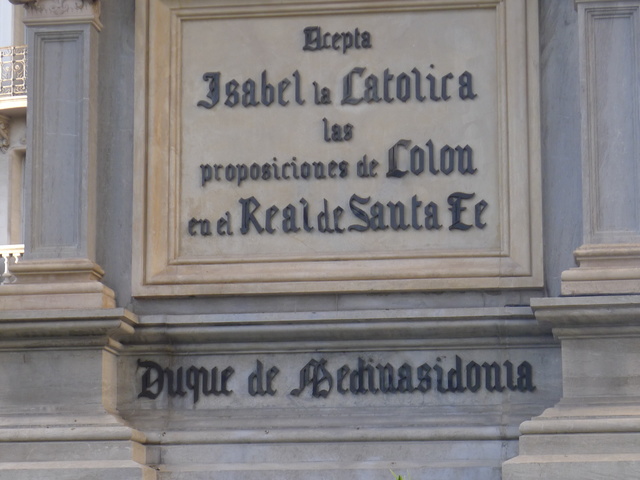 Acepta
Isabel la Catolica
las
proposiciones de Colon
en el Real de Santa Fe
Duque de Medinasidonia